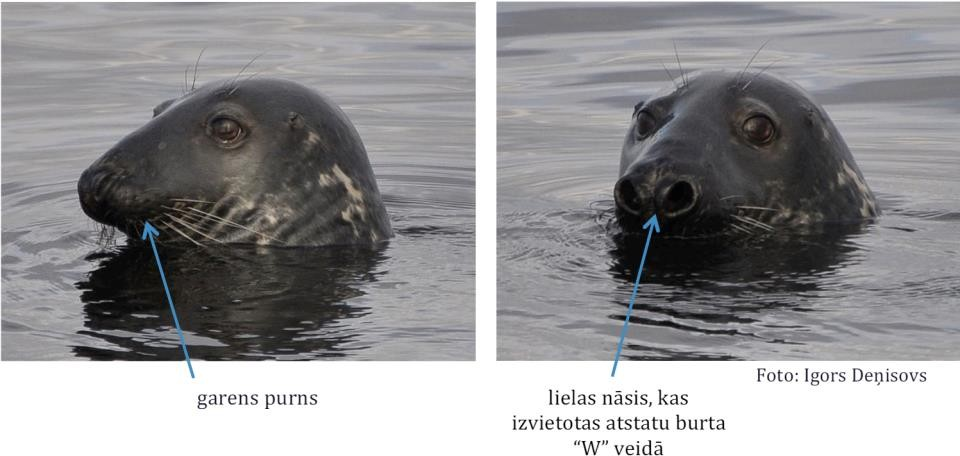 Foto: Igors Deņisovs
garens purns
lielas nāsis, kas
izvietotas atstatu burta
“W” veidā